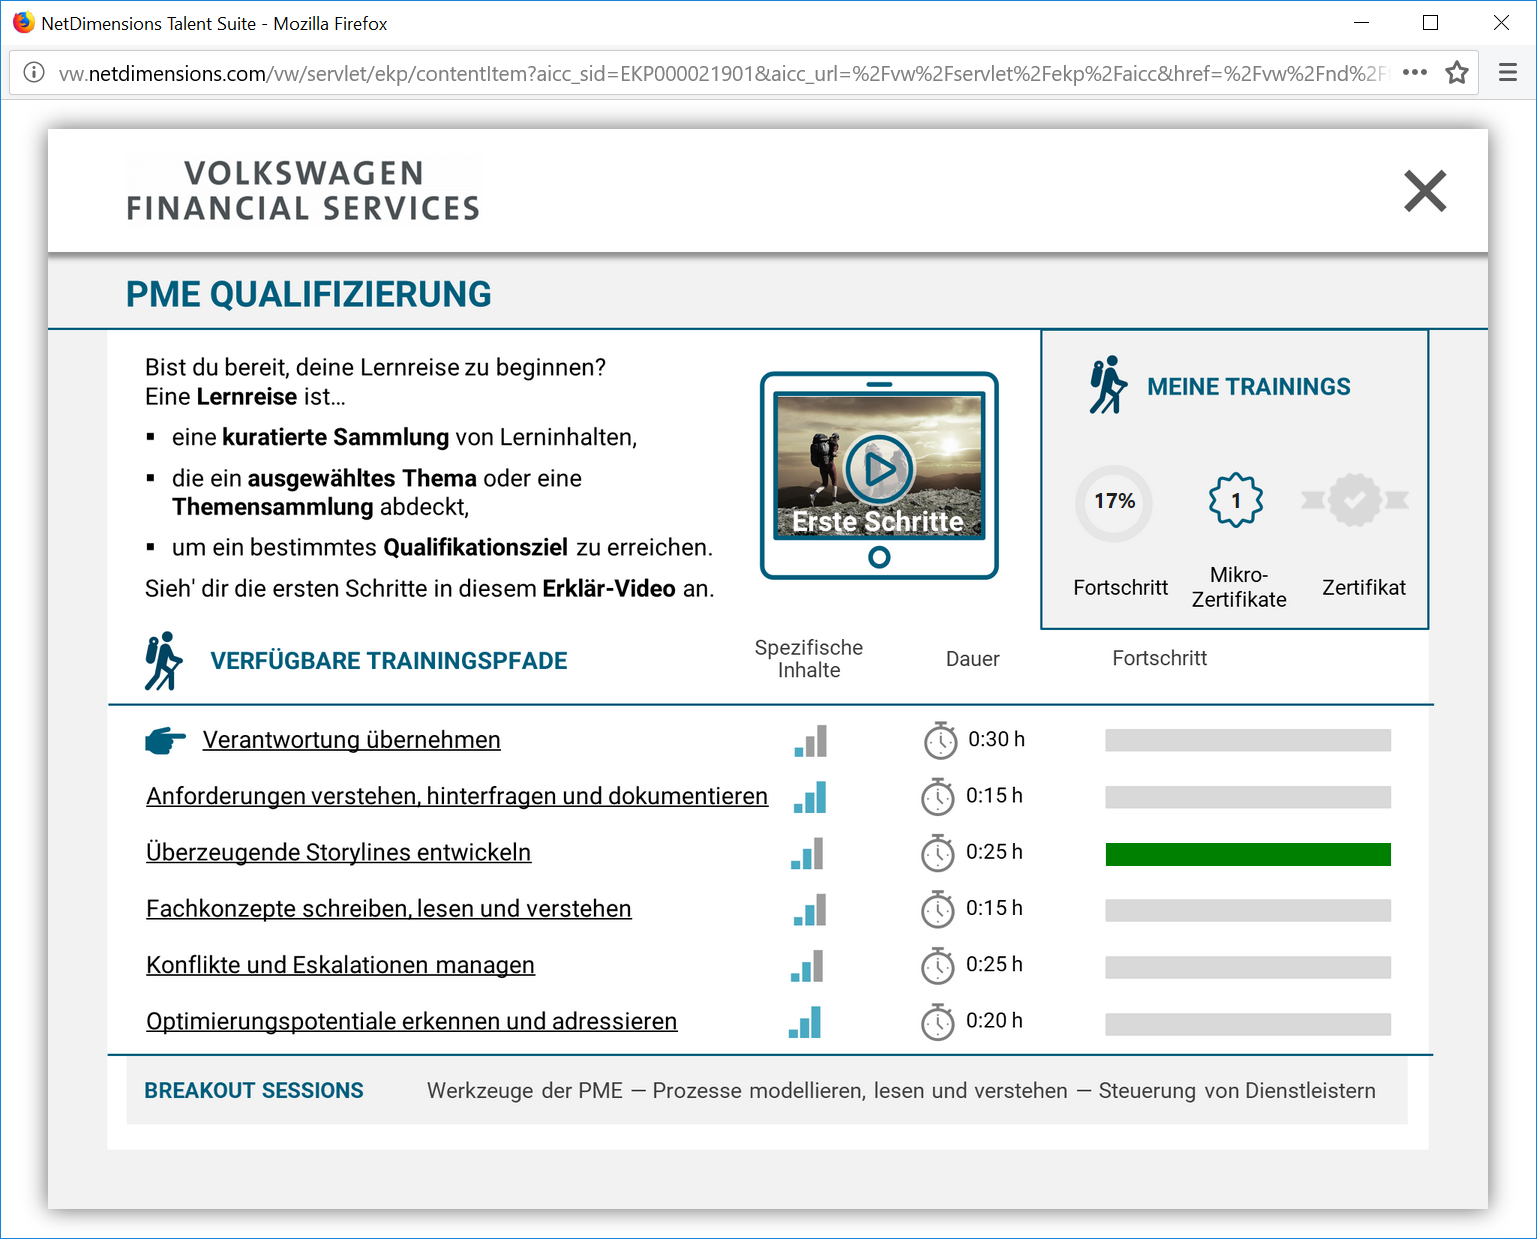 NetDimensions Talent Suite - Mozilla Firefox
vw.netdimensions.com/vw/servlet/ekp/contentItem?aicc_sid=EKP000021901&aicc_url=%2Fvw%2Fservlet%2Fekp%2Faicc&href=%2Fvw%2Fnd%2F
VOLKSWAGEN
FINANCIAL SERVICES
PME QUALIFIZIERUNG
Bist du bereit, deine Lernreise zu beginnen?
Eine Lernreise ist...
▪ eine kuratierte Sammlung von Lerninhalten,
▪ die ein ausgewähltes Thema oder eine
Themensammlung abdeckt,
▪ um ein bestimmtes Qualifikationsziel zu erreichen.
Sieh' dir die ersten Schritte in diesem Erklär-Video an.
Erste Schritte
MEINE TRAININGS
17%
1
Fortschritt
Mikro-
Zertifikate
Zertifikat
VERFÜGBARE TRAININGSPFADE
Spezifische
Inhalte
Dauer
Fortschritt
Verantwortung übernehmen 0:30 h
Anforderungen verstehen, hinterfragen und dokumentieren 0:15 h
Überzeugende Storylines entwickeln 0:25 h
Fachkonzepte schreiben, lesen und verstehen 0:15 h
Konflikte und Eskalationen managen 0:25 h
Optimierungspotentiale erkennen und adressieren 0:20 h
BREAKOUT SESSIONS Werkzeuge der PME — Prozesse modellieren, lesen und verstehen — Steuerung von Dienstleistern